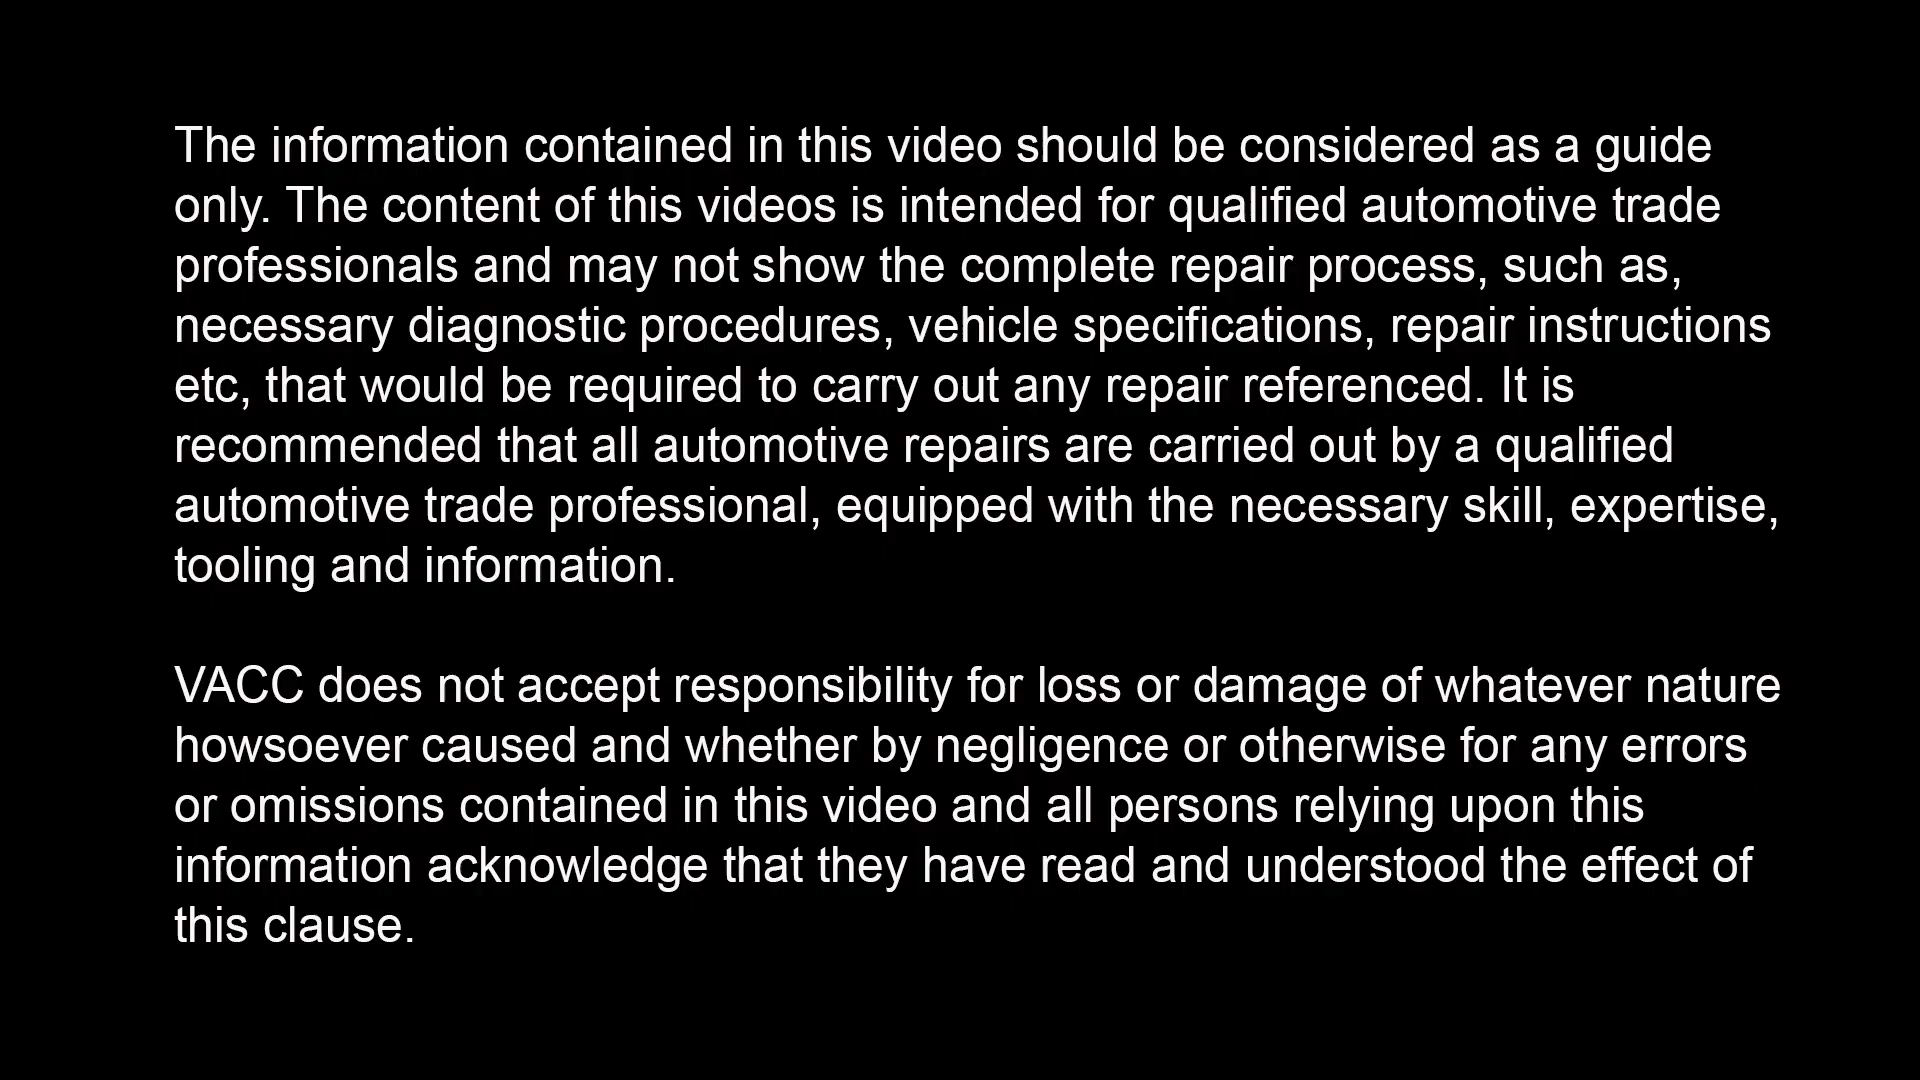 The information contained in this video should be considered as a guide
only. The content of this videos is intended for qualified automotive trade
professionals and may not show the complete repair process, such as,
necessary diagnostic procedures, vehicle specifications, repair instructions
etc, that would be required to carry out any repair referenced. It is
recommended that all automotive repairs are carried out by a qualified
automotive trade professional, equipped with the necessary skill, expertise,
tooling and information.
VACC does not accept responsibility for loss or damage of whatever nature
howsoever caused and whether by negligence or otherwise for any errors
or omissions contained in this video and all persons relying upon this
information acknowledge that they have read and understood the effect of
this clause.